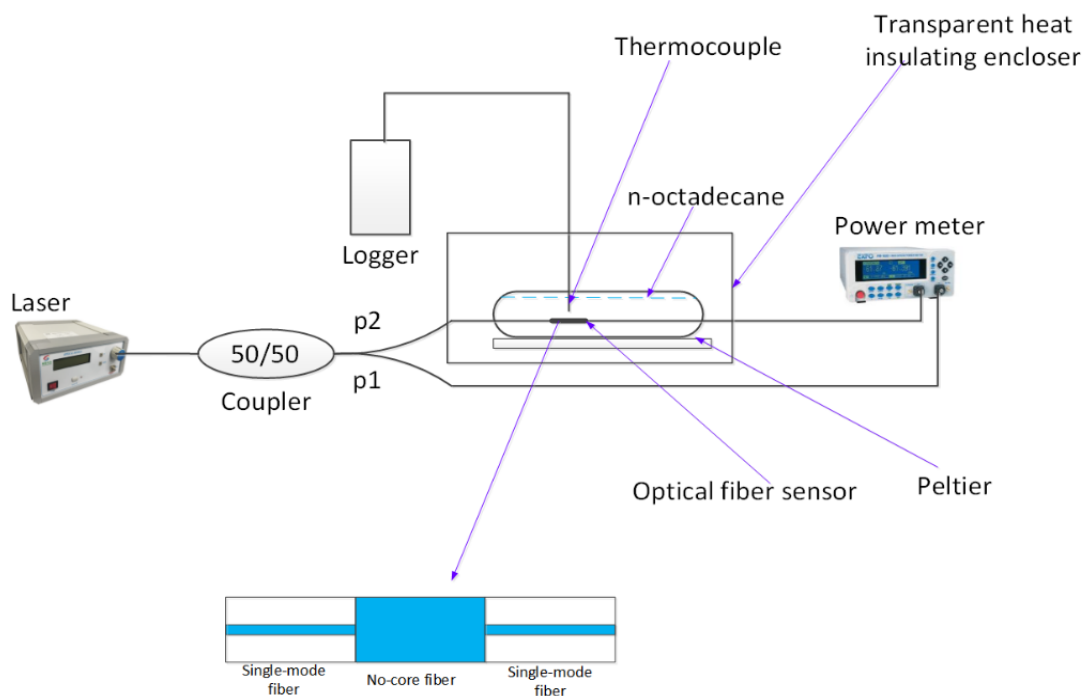 Thermocouple
Transparent heat
insulating encloser
n-octadecane
Power meter
Logger
Laser
p2
50/50
p1
Coupler
Optical fiber sensor
Peltier
Single-mode
fiber
No-core fiber
Single-mode
fiber